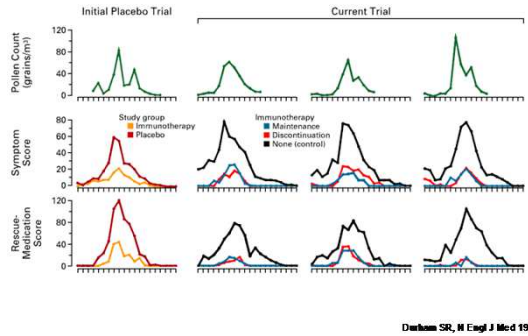 Initial Placebo Trial
Current Trial
Pollen Count
(grains/m³)
120
80
40
0
Study group
Immunotherapy
Placebo
Immunotherapy
Maintenance
Discontinuation
None (control)
Symptom
Score
80
60
40
20
0
Rescue-
Medication
Score
120
80
40
0
Durham SR, N Engl J Med 19